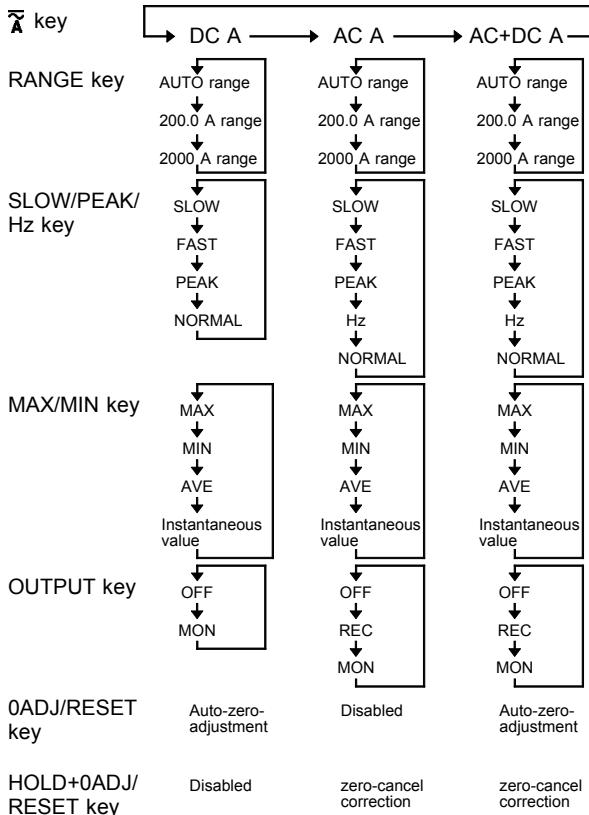 A key
DC A AC A AC+DC A
RANGE key
AUTO range AUTO range AUTO range
200.0 A range 200.0 A range 200.0 A range
2000 A range 2000 A range 2000 A range
SLOW/PEAK/
Hz key
SLOW SLOW SLOW
FAST FAST FAST
PEAK PEAK PEAK
NORMAL Hz Hz
NORMAL NORMAL
MAX/MIN key
MAX MAX MAX
MIN MIN MIN
AVE AVE AVE
Instantaneous Instantaneous Instantaneous
value value value
OUTPUT key
OFF OFF OFF
MON REC REC
MON MON
0ADJ/RESET
key
Auto-zero- Disabled Auto-zero-
adjustment adjustment
HOLD+0ADJ/
RESET key
Disabled zero-cancel zero-cancel
correction correction